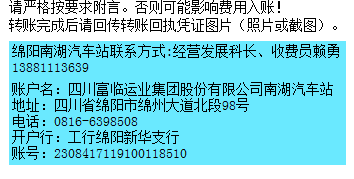 请严格按要求附言。否则可能影响费用入账！
转账完成后请回传转账回执凭证图片（照片或截图）。
绵阳南湖汽车站联系方式:经营发展科长、收费员赖勇
13881113639
账户名：四川富临运业集团股份有限公司南湖汽车站
地址：四川省绵阳市绵州大道北段98号
电话：0816-6398508
开户行：工行绵阳新华支行
账号：2308417119100118510